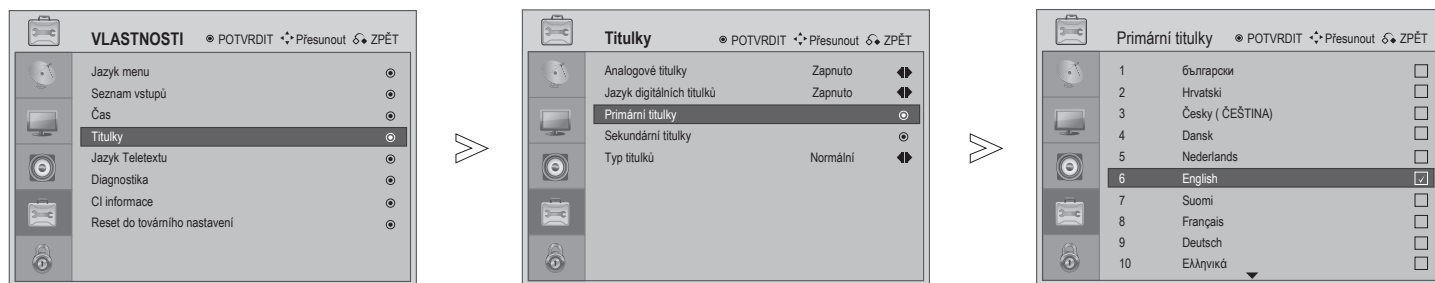 VLASTNOSTI POTVRDIT Přesunout ZPĚT
Jazyk menu
Seznam vstupů
Čas
Titulky
Jazyk Teletextu
Diagnostika
CI informace
Reset do továrního nastavení
Titulky POTVRDIT Přesunout ZPĚT
Analogové titulky Zapnuto
Jazyk digitálních titulků Zapnuto
Primární titulky
Sekundární titulky
Typ titulků Normální
Primární titulky POTVRDIT Přesunout ZPĚT
1 български
2 Hrvatski
3 Česky ( ČEŠTINA)
4 Dansk
5 Nederlands
6 English
7 Suomi
8 Français
9 Deutsch
10 Ελληνικά